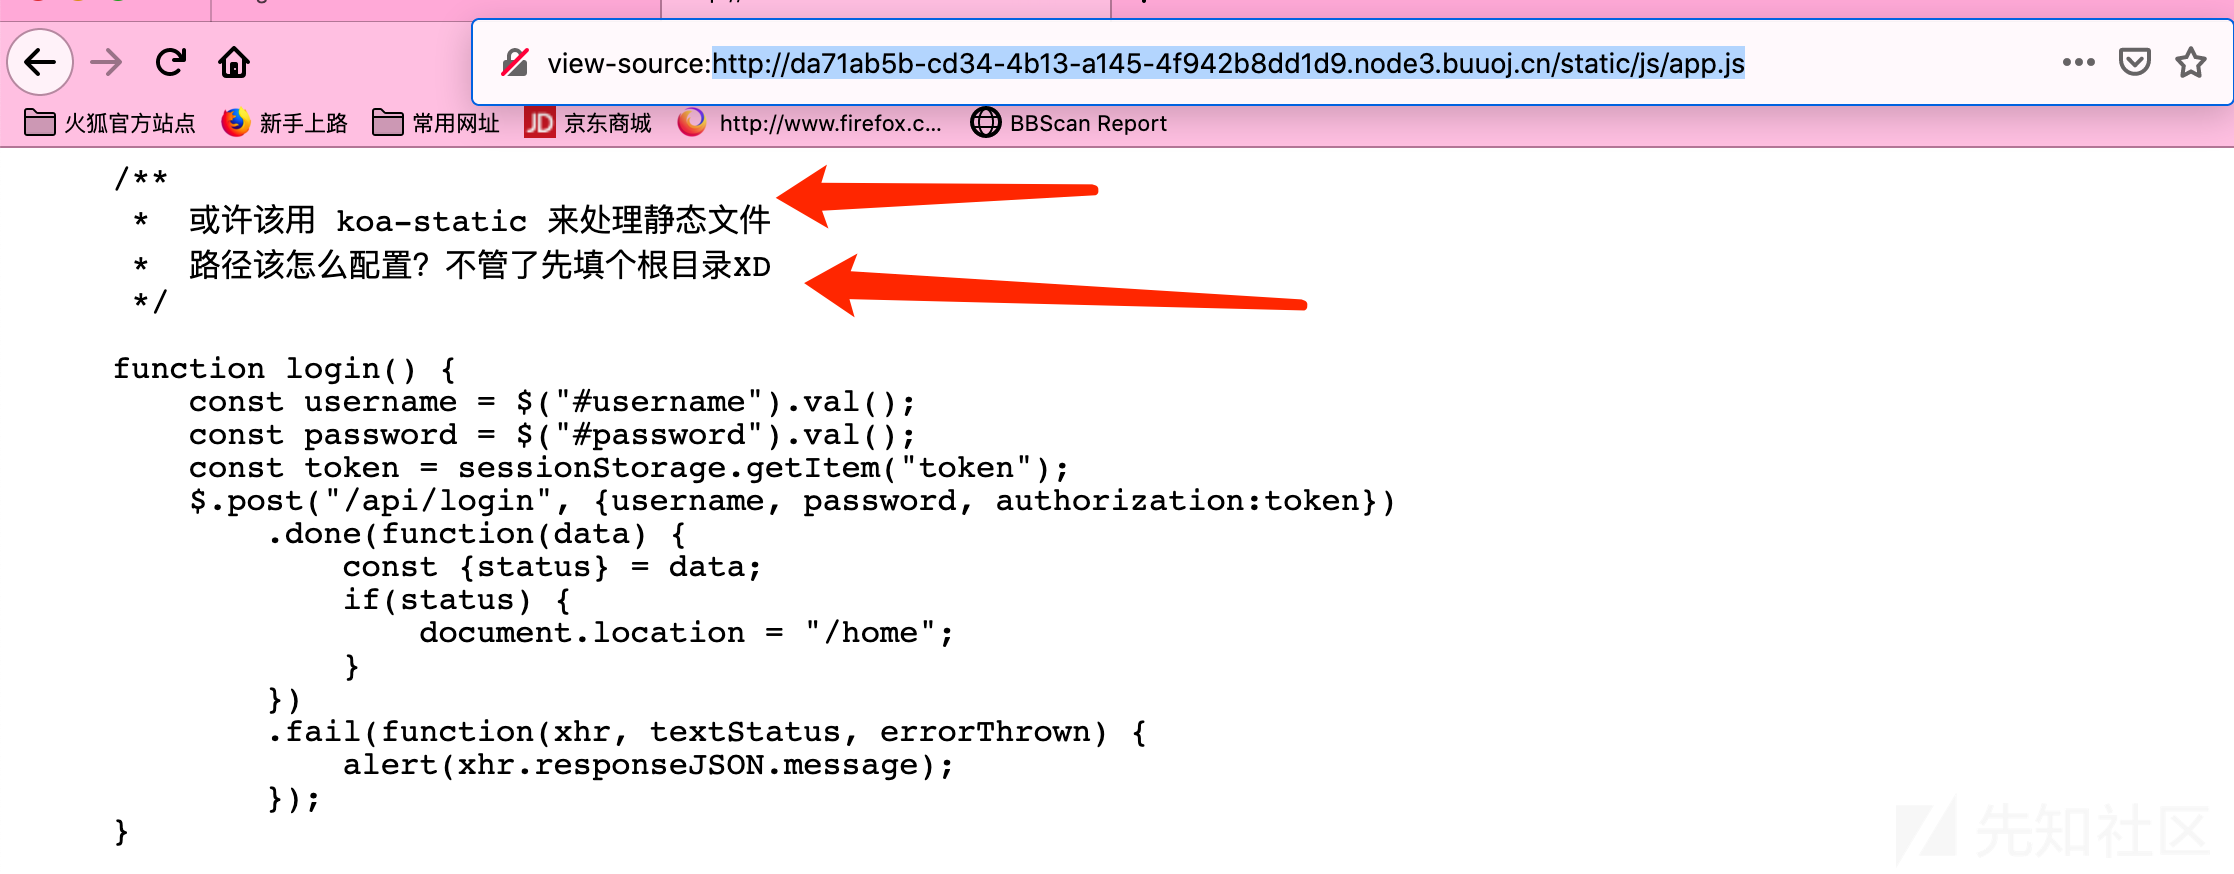 view-source:http://da71ab5b-cd34-4b13-a145-4f942b8dd1d9.node3.buuoj.cn/static/js/app.js
火狐官方站点 新手上路 常用网址 JD 京东商城 http://www.firefox.c... BBScan Report
/**
 *  或许该用 koa-static 来处理静态文件
 *  路径该怎么配置? 不管了先填个根目录XD
 */
function login() {
    const username = $("#username").val();
    const password = $("#password").val();
    const token = sessionStorage.getItem("token");
    $.post("/api/login", {username, password, authorization:token})
        .done(function(data) {
            const {status} = data;
            if(status) {
                document.location = "/home";
            }
        })
        .fail(function(xhr, textStatus, errorThrown) {
            alert(xhr.responseJSON.message);
        });
}
先知社区